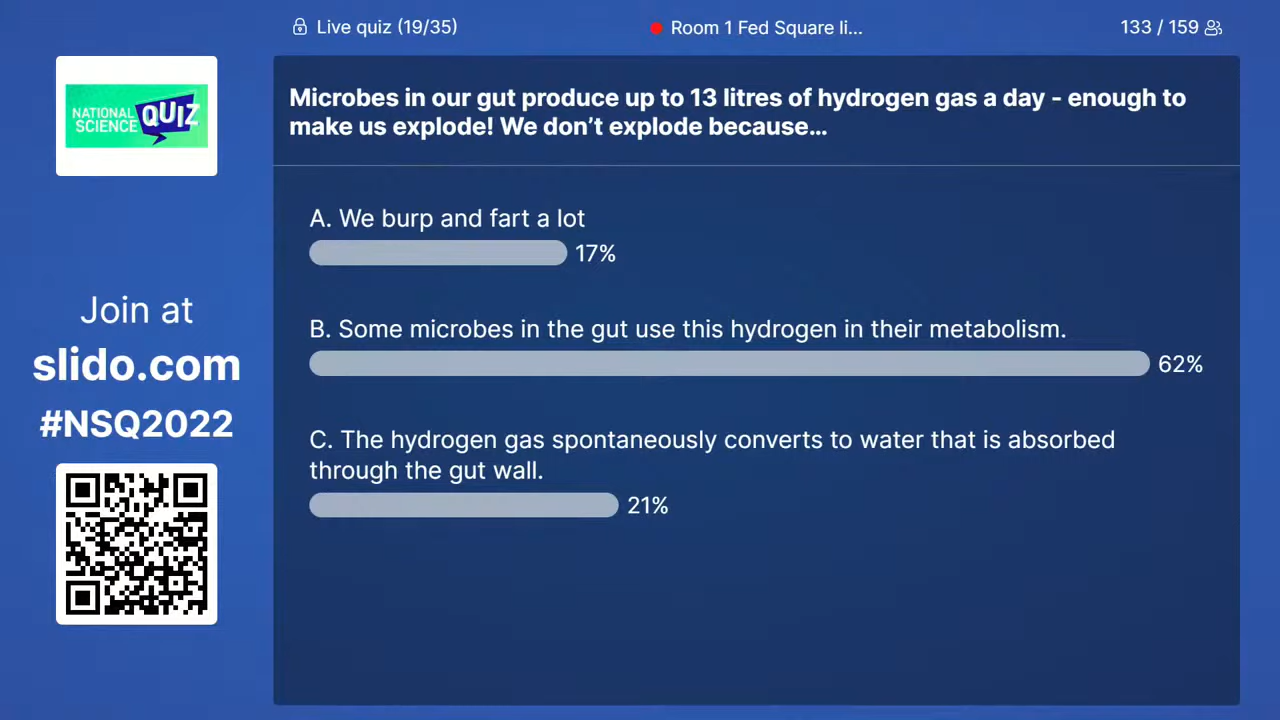 Live quiz (19/35)
Room 1 Fed Square li...
133 / 159
NATIONAL
SCIENCE
QUIZ
Microbes in our gut produce up to 13 litres of hydrogen gas a day - enough to
make us explode! We don’t explode because...
A. We burp and fart a lot
17%
B. Some microbes in the gut use this hydrogen in their metabolism.
62%
C. The hydrogen gas spontaneously converts to water that is absorbed
through the gut wall.
21%
Join at
slido.com
#NSQ2022